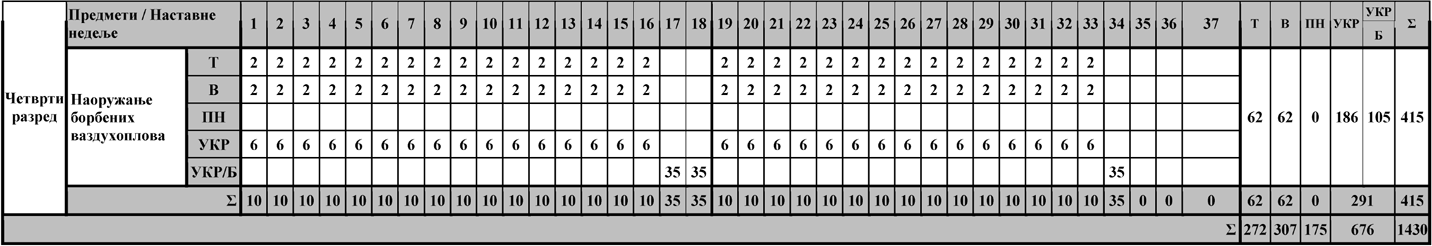 Предмети / Наставне недеље 1 2 3 4 5 6 7 8 9 10 11 12 13 14 15 16 17 18 19 20 21 22 23 24 25 26 27 28 29 30 31 32 33 34 35 36 37 Т В ПН УКР УКР Б Σ
Четврти разред
Наоружање борбених ваздухоплова
Т 2 2 2 2 2 2 2 2 2 2 2 2 2 2 2 2 2 2 2 2 2 2 2 2 2 2 2 2 2 2 2
В 2 2 2 2 2 2 2 2 2 2 2 2 2 2 2 2 2 2 2 2 2 2 2 2 2 2 2 2 2 2 2
ПН
УКР 6 6 6 6 6 6 6 6 6 6 6 6 6 6 6 6 6 6 6 6 6 6 6 6 6 6 6 6 6 6 6
УКР/Б 35 35 35
62 62 0 186 105 415
Σ 10 10 10 10 10 10 10 10 10 10 10 10 10 10 10 10 35 35 10 10 10 10 10 10 10 10 10 10 10 10 10 10 10 35 0 0 0 62 62 0 291 415
Σ 272 307 175 676 1430